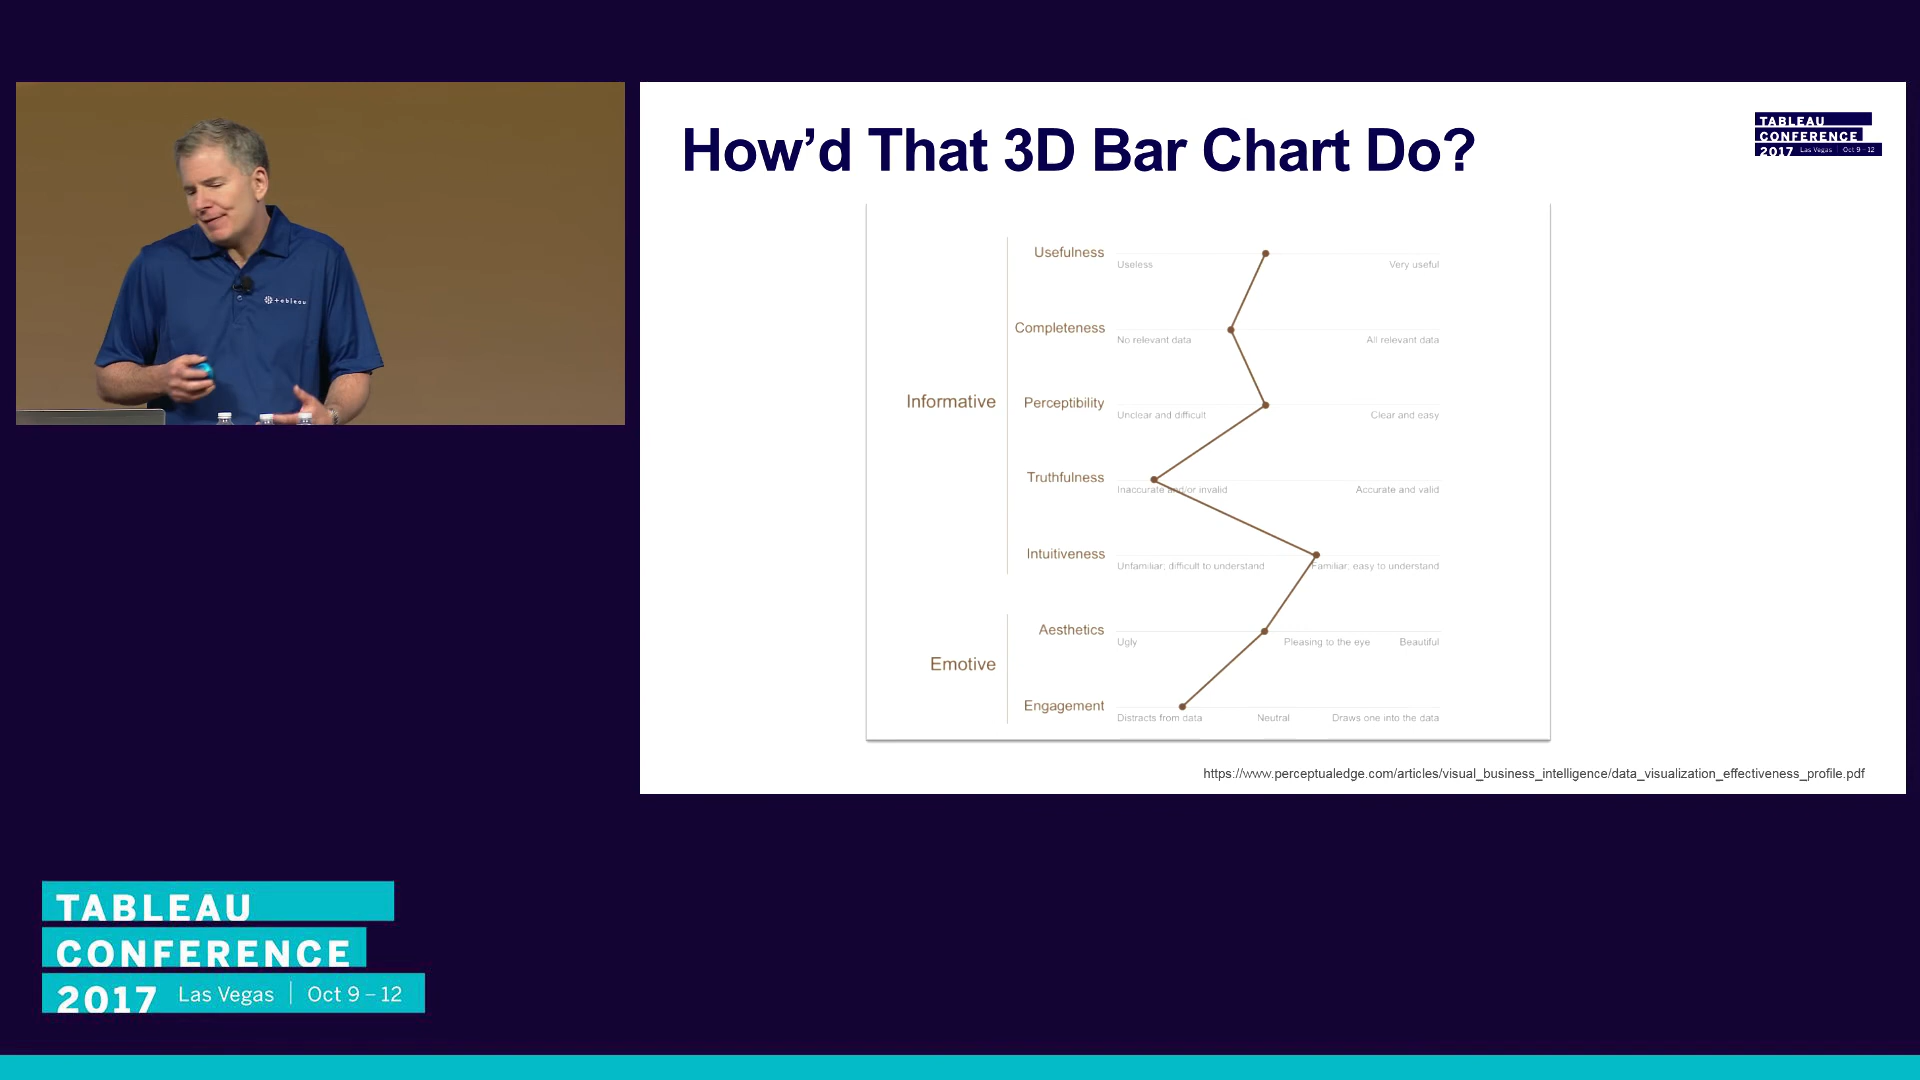 + a b l e a u
How'd That 3D Bar Chart Do?
TABLEAU
CONFERENCE
2017 Las Vegas | Oct 9 – 12
Usefulness
Useless Very useful
Completeness
No relevant data All relevant data
Informative
Perceptibility
Unclear and difficult Clear and easy
Truthfulness
Inaccurate and/or invalid Accurate and valid
Intuitiveness
Unfamiliar; difficult to understand Familiar; easy to understand
Aesthetics
Ugly Pleasing to the eye Beautiful
Emotive
Engagement
Distracts from data Neutral Draws one into the data
https://www.perceptualedge.com/articles/visual_business_intelligence/data_visualization_effectiveness_profile.pdf
TABLEAU
CONFERENCE
2017 Las Vegas | Oct 9 – 12